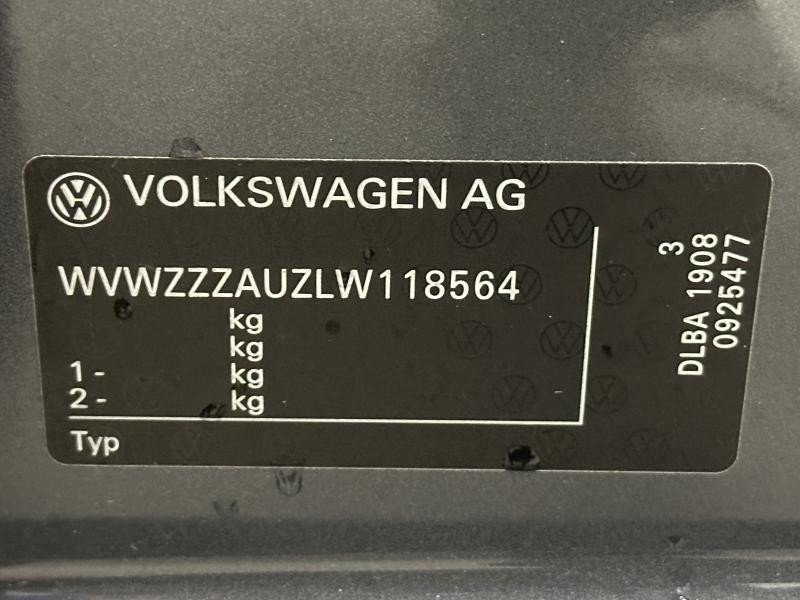 VOLKSWAGEN AG
WVWZZZAUZLW118564
kg
kg
1- kg
2- kg
Typ
3
DLBA 1908
0925477